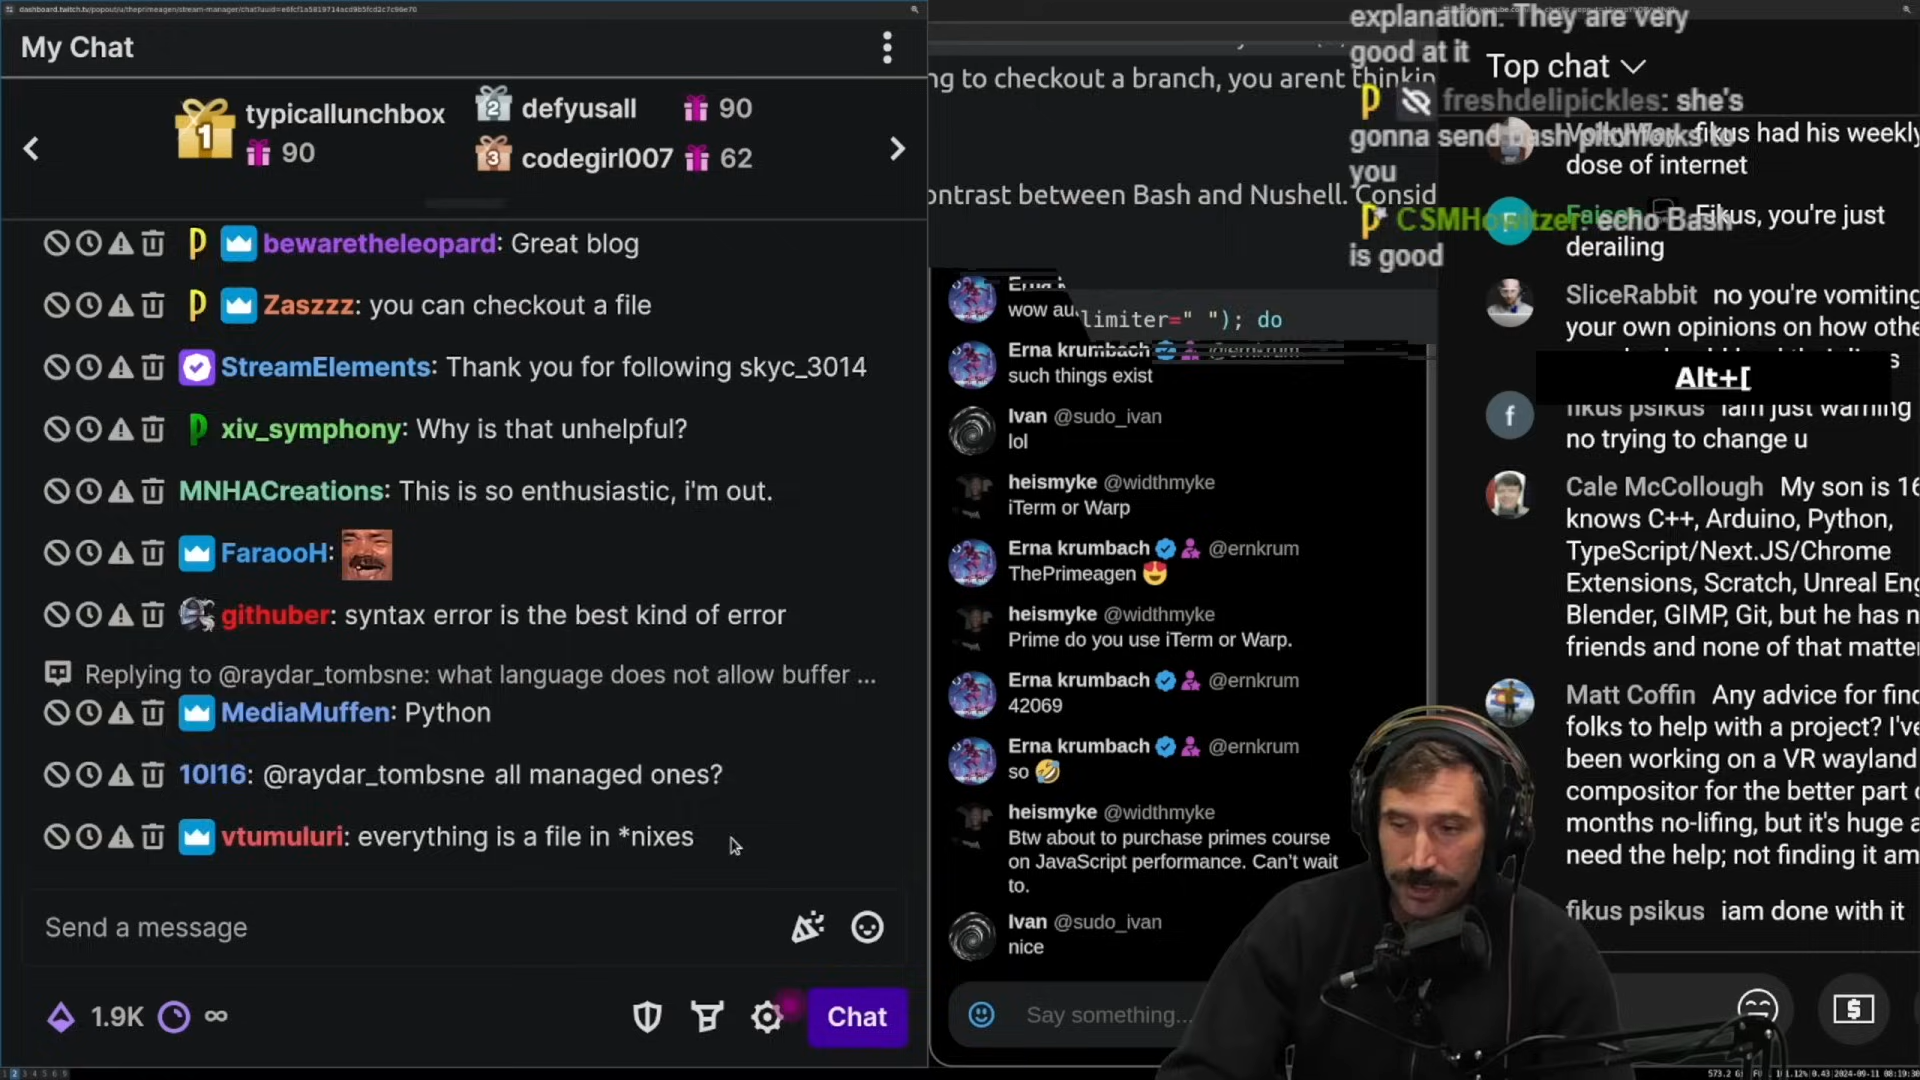 My Chat
typicallunchbox
90
1
2
defyusall
90
3
codegirl007
62
bewaretheleopard: Great blog
Zaszzz: you can checkout a file
StreamElements: Thank you for following skyc_3014
xiv_symphony: Why is that unhelpful?
MNHACreations: This is so enthusiastic, i'm out.
FaraooH:
githuber: syntax error is the best kind of error
Replying to @raydar_tombsne: what language does not allow buffer ...
MediaMuffen: Python
10l16: @raydar_tombsne all managed ones?
vtumuluri: everything is a file in *nixes
Send a message
1.9K
∞
Chat
ng to checkout a branch, you arent thinkin
ontrast between Bash and Nushell. Consid
limiter=" "); do
Erna k
wow au
Erna krumbach @ernkrum
such things exist
Ivan @sudo_ivan
lol
heismyke @widthmyke
iTerm or Warp
Erna krumbach @ernkrum
ThePrimeagen 😍
heismyke @widthmyke
Prime do you use iTerm or Warp.
Erna krumbach @ernkrum
42069
Erna krumbach @ernkrum
so 🤣
heismyke @widthmyke
Btw about to purchase primes course
on JavaScript performance. Can't wait
to.
Ivan @sudo_ivan
nice
Say something...
explanation. They are very
good at it
freshdelipickles: she's
gonna send bash pitchforks to
you
CSMHowitzer: echo Bash
is good
Top chat
fikus had his weekly
dose of internet
Fikus, you're just
derailing
SliceRabbit no you're vomiting
your own opinions on how othe
Alt+[
fikus psikus iam just warning
no trying to change u
Cale McCollough My son is 16
knows C++, Arduino, Python,
TypeScript/Next.JS/Chrome
Extensions, Scratch, Unreal Eng
Blender, GIMP, Git, but he has n
friends and none of that matte
Matt Coffin Any advice for find
folks to help with a project? I've
been working on a VR wayland
compositor for the better part o
months no-lifing, but it's huge a
need the help; not finding it am
fikus psikus iam done with it